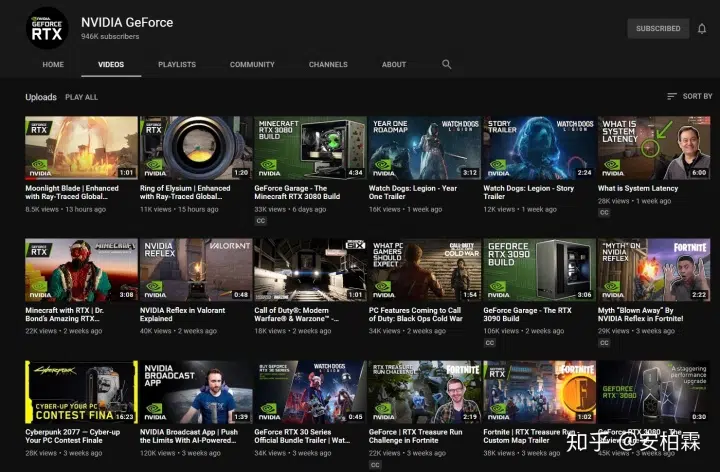 NVIDIA GeForce
946K subscribers
SUBSCRIBED
HOME VIDEOS PLAYLISTS COMMUNITY CHANNELS ABOUT
Uploads PLAY ALL SORT BY
GEFORCE RTX
NVIDIA
1:01
Moonlight Blade | Enhanced
with Ray-Traced Global...
8.5K views • 13 hours ago
GEFORCE RTX
NVIDIA
1:20
Ring of Elysium | Enhanced
with Ray-Traced Global...
11K views • 15 hours ago
MINECRAFT
RTX 3080
BUILD
NVIDIA
4:34
GeForce Garage - The
Minecraft RTX 3080 Build
33K views • 6 days ago
CC
YEAR ONE
ROADMAP
WATCH DOGS
LEGION
NVIDIA
3:12
Watch Dogs: Legion - Year
One Trailer
16K views • 1 week ago
STORY
TRAILER
WATCH DOGS
LEGION
NVIDIA
2:24
Watch Dogs: Legion - Story
Trailer
12K views • 1 week ago
WHAT IS
SYSTEM
LATENCY
NVIDIA
6:00
What is System Latency
28K views • 1 week ago
CC
GEFORCE RTX
MINECRAFT
NVIDIA
3:08
Minecraft with RTX | Dr.
Bond's Amazing RTX...
22K views • 2 weeks ago
NVIDIA
REFLEX
VALORANT
NVIDIA
0:48
NVIDIA Reflex in Valorant
Explained
40K views • 2 weeks ago
NVIDIA
1:01
Call of Duty®: Modern
Warfare® & Warzone™ -...
18K views • 2 weeks ago
WHAT PC
GAMERS
SHOULD
EXPECT
CALL OF DUTY
COLD WAR
NVIDIA
1:54
PC Features Coming to Call
of Duty: Black Ops Cold War
34K views • 2 weeks ago
GEFORCE
RTX 3090
BUILD
NVIDIA
3:06
GeForce Garage - The RTX
3090 Build
106K views • 2 weeks ago
CC
"MYTH"
ON NVIDIA
REFLEX
FORTNITE
NVIDIA
2:22
Myth "Blown Away" By
NVIDIA Reflex in Fortnite!
29K views • 3 weeks ago
CC
Cyberpunk
CYBER-UP YOUR PC
CONTEST FINA
16:23
Cyberpunk 2077 — Cyber-up
Your PC Contest Finale
28K views • 3 weeks ago
NVIDIA
BROADCAST
APP
NVIDIA
1:39
NVIDIA Broadcast App | Push
the Limits With AI-Powered...
120K views • 3 weeks ago
WATCH DOGS
LEGION
NVIDIA
0:45
GeForce RTX 30 Series
Official Bundle Trailer | Wat...
34K views • 3 weeks ago
RTX TREASURE
RUN CHALLENGE
FORTNITE
NVIDIA
2:19
GeForce | RTX Treasure Run
Challenge in Fortnite
22K views • 3 weeks ago
CC
GEFORCE RTX
FORTNITE
RTX
NVIDIA
1:02
Fortnite | RTX Treasure Run
Custom Map Trailer
A staggering
performance
upgrade
GEFORCE
RTX 3080
0:30
GeForce RTX 3080 - The
45K views • 3 weeks ago
知乎 @安柏霖